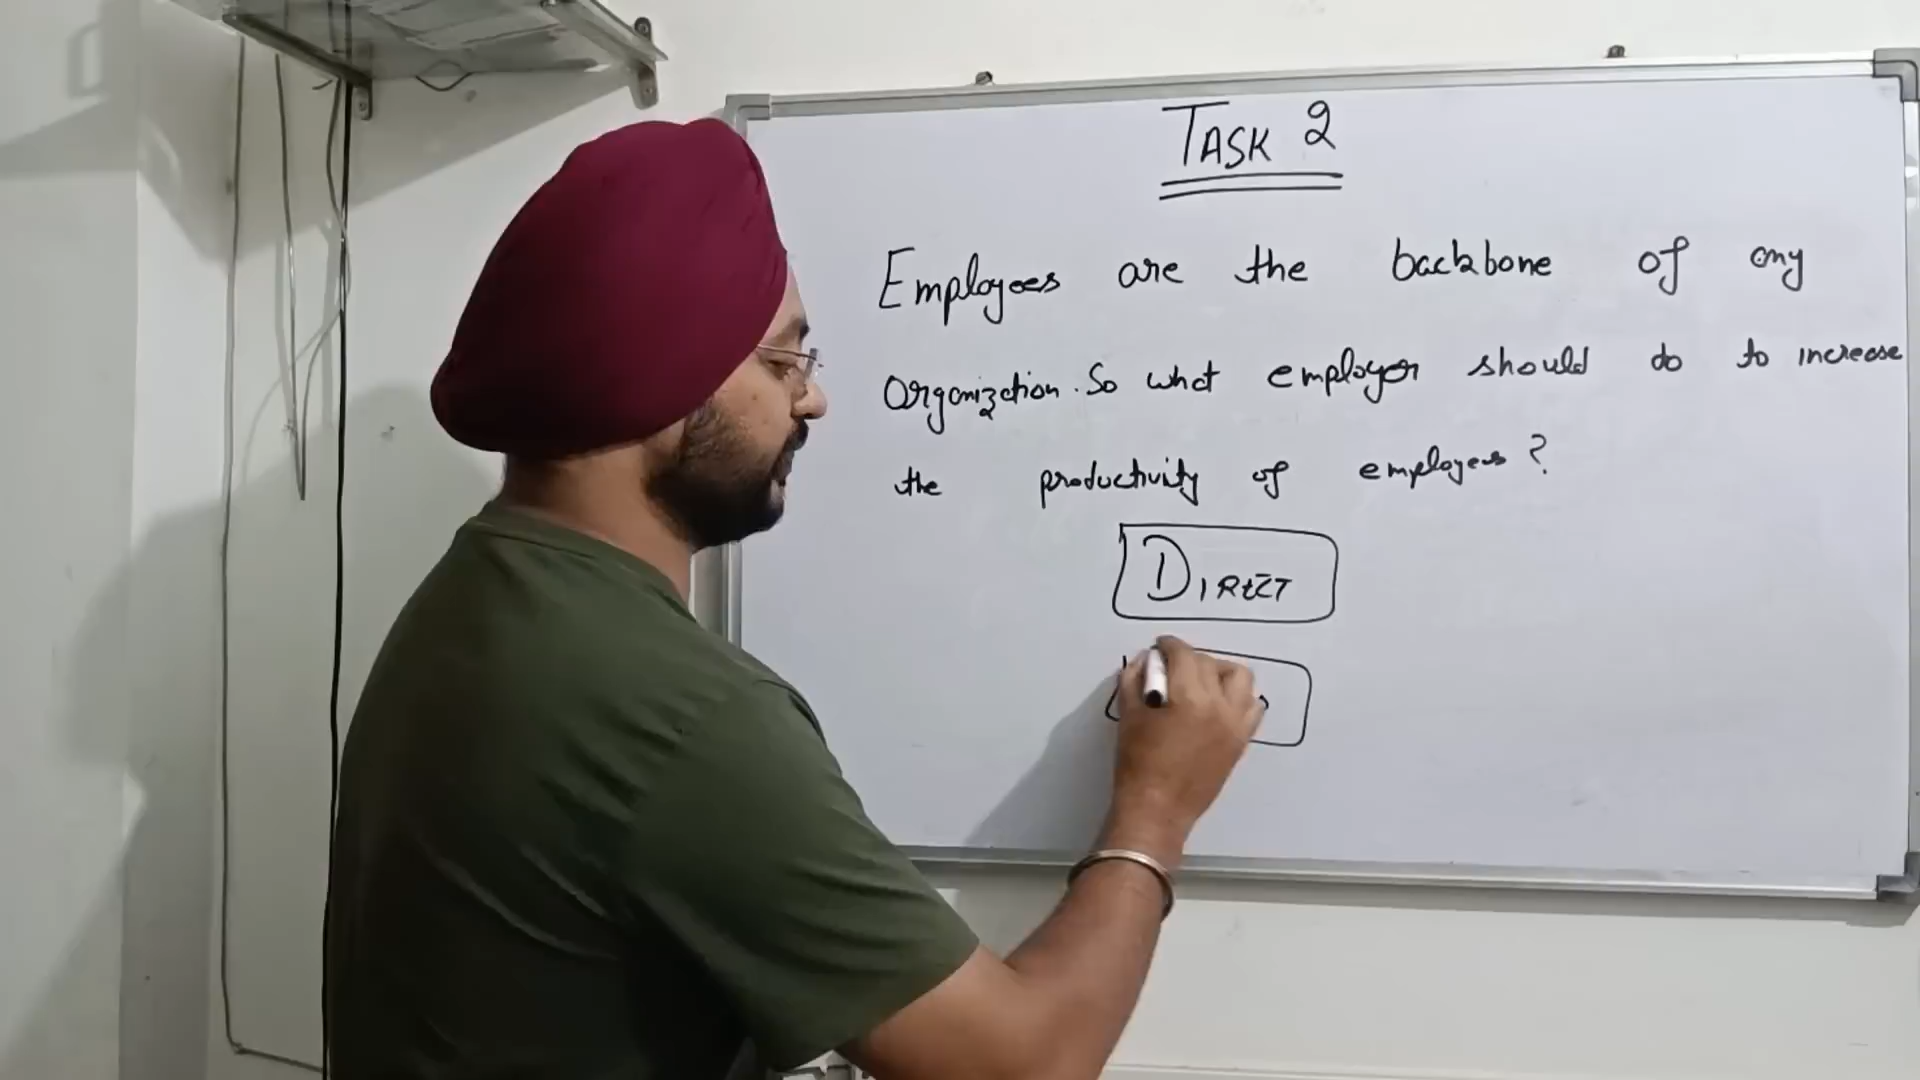 TASK 2
Employees are the backbone of any
Organization. So what employer should do to increase
the productivity of employees?
DIRECT